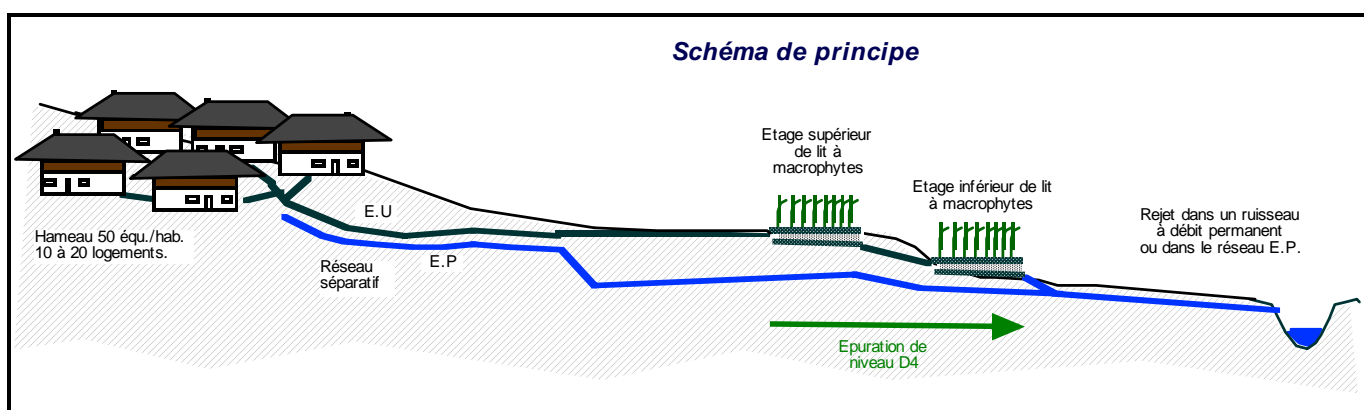 Schéma de principe
Etage supérieur
de lit à
macrophytes
Etage inférieur de lit
à macrophytes
Rejet dans un ruisseau
à débit permanent
ou dans le réseau E.P.
E.U
E.P
Hameau 50 équ./hab.
10 à 20 logements.
Réseau
séparatif
Epuration de
niveau D4